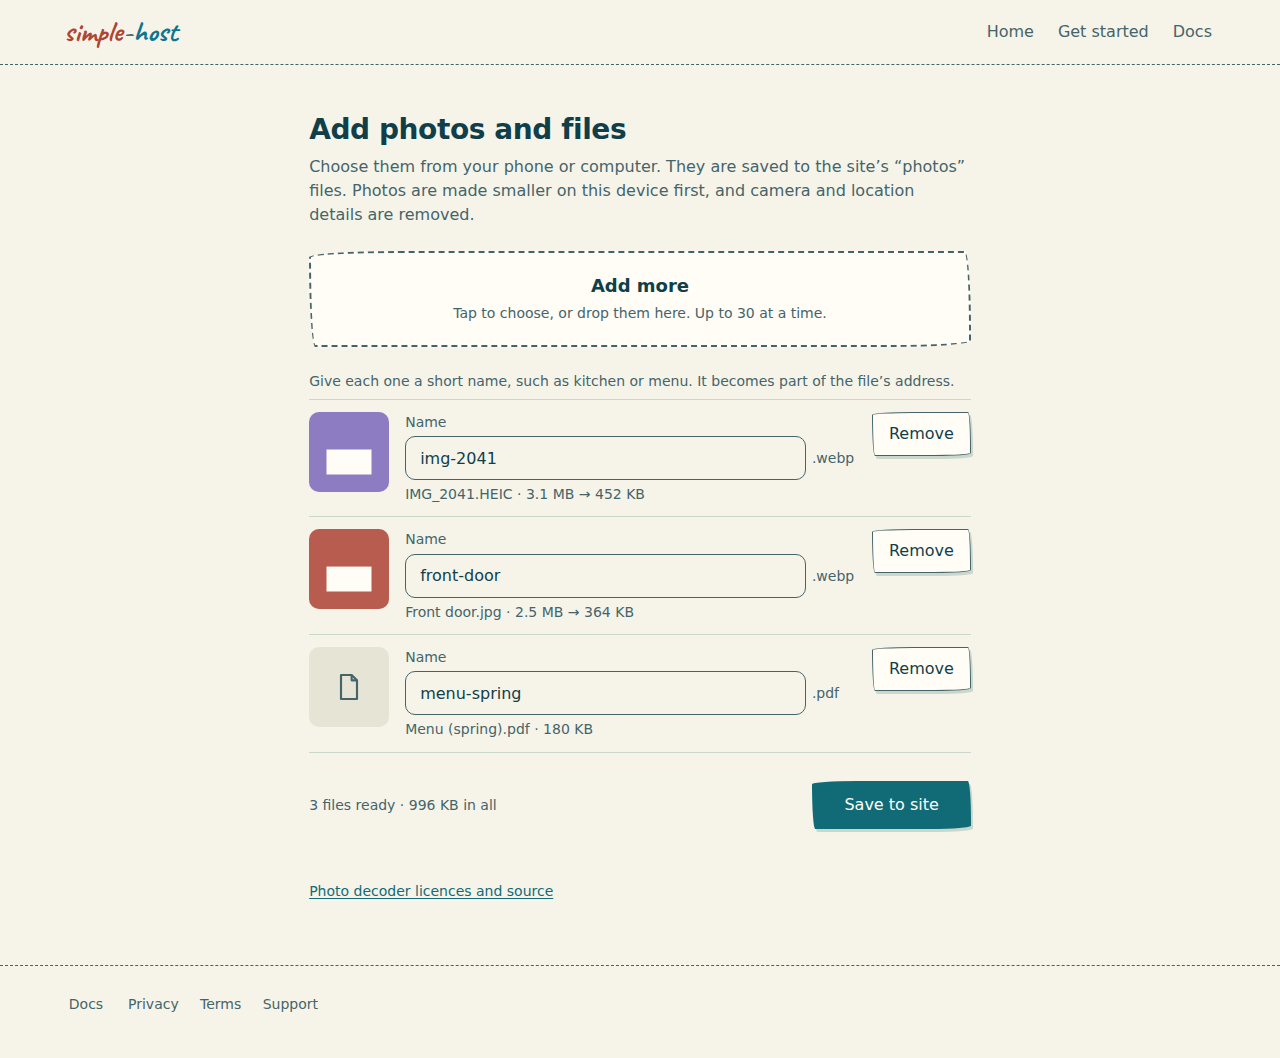 simple-host
Home Get started Docs
Add photos and files
Choose them from your phone or computer. They are saved to the site’s “photos”
files. Photos are made smaller on this device first, and camera and location
details are removed.
Add more
Tap to choose, or drop them here. Up to 30 at a time.
Give each one a short name, such as kitchen or menu. It becomes part of the file’s address.
Name
img-2041 .webp Remove
IMG_2041.HEIC · 3.1 MB → 452 KB
Name
front-door .webp Remove
Front door.jpg · 2.5 MB → 364 KB
Name
menu-spring .pdf Remove
Menu (spring).pdf · 180 KB
3 files ready · 996 KB in all Save to site
Photo decoder licences and source
Docs Privacy Terms Support